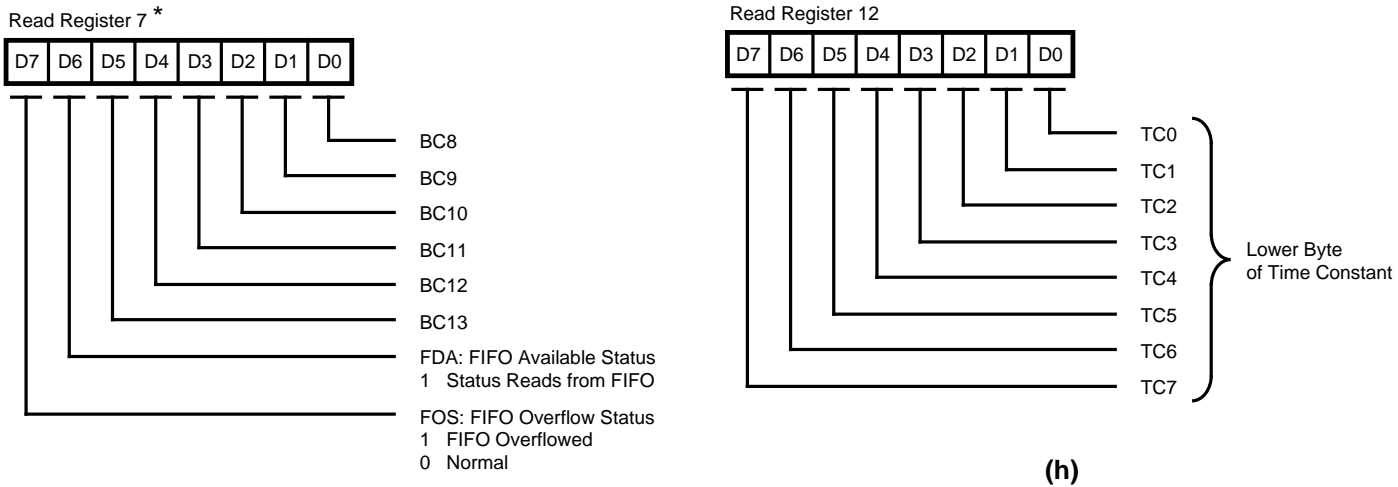 Read Register 7 *
D7 D6 D5 D4 D3 D2 D1 D0
BC8
BC9
BC10
BC11
BC12
BC13
FDA: FIFO Available Status
1 Status Reads from FIFO
FOS: FIFO Overflow Status
1 FIFO Overflowed
0 Normal
Read Register 12
D7 D6 D5 D4 D3 D2 D1 D0
TC0
TC1
TC2
TC3
TC4
TC5
TC6
TC7
Lower Byte
of Time Constant
(h)